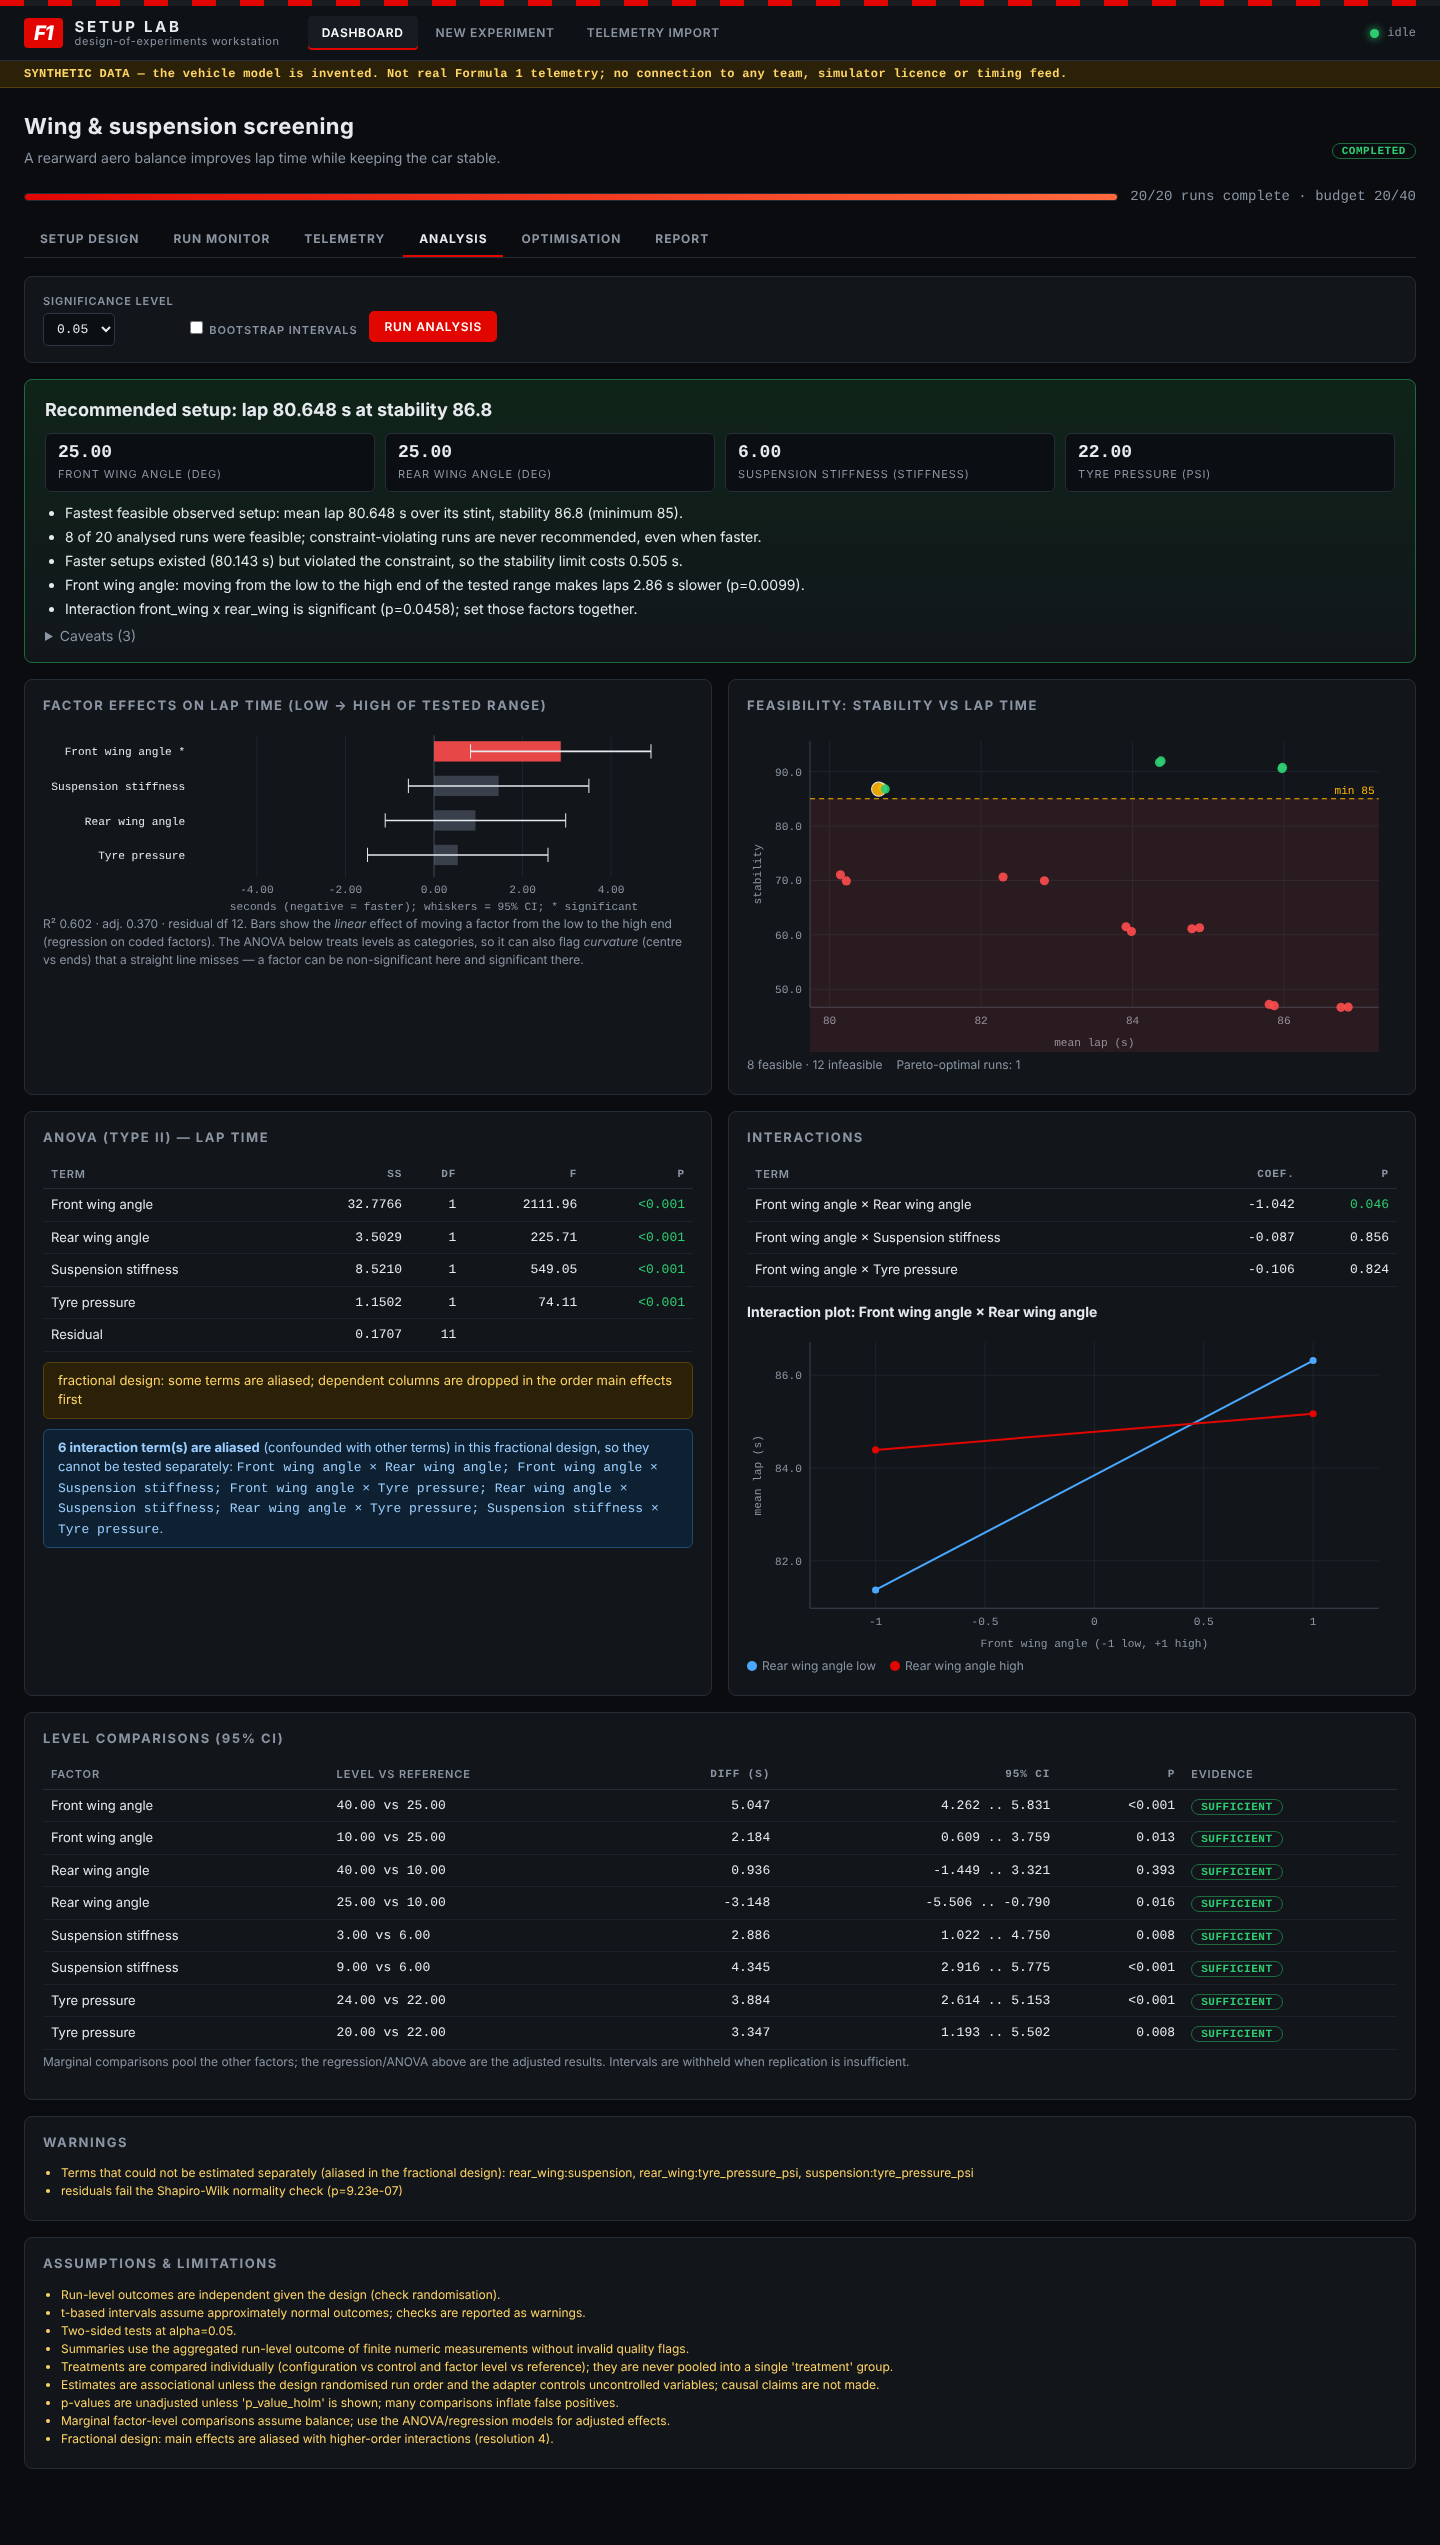 F1
SETUP LAB
design-of-experiments workstation
DASHBOARD
NEW EXPERIMENT
TELEMETRY IMPORT
idle
SYNTHETIC DATA — the vehicle model is invented. Not real Formula 1 telemetry; no connection to any team, simulator licence or timing feed.
Wing & suspension screening
A rearward aero balance improves lap time while keeping the car stable.
COMPLETED
20/20 runs complete · budget 20/40
SETUP DESIGN
RUN MONITOR
TELEMETRY
ANALYSIS
OPTIMISATION
REPORT
SIGNIFICANCE LEVEL
0.05
BOOTSTRAP INTERVALS
RUN ANALYSIS
Recommended setup: lap 80.648 s at stability 86.8
25.00
FRONT WING ANGLE (DEG)
25.00
REAR WING ANGLE (DEG)
6.00
SUSPENSION STIFFNESS (STIFFNESS)
22.00
TYRE PRESSURE (PSI)
• Fastest feasible observed setup: mean lap 80.648 s over its stint, stability 86.8 (minimum 85).
• 8 of 20 analysed runs were feasible; constraint-violating runs are never recommended, even when faster.
• Faster setups existed (80.143 s) but violated the constraint, so the stability limit costs 0.505 s.
• Front wing angle: moving from the low to the high end of the tested range makes laps 2.86 s slower (p=0.0099).
• Interaction front_wing x rear_wing is significant (p=0.0458); set those factors together.
▶ Caveats (3)
FACTOR EFFECTS ON LAP TIME (LOW → HIGH OF TESTED RANGE)
Front wing angle *
Suspension stiffness
Rear wing angle
Tyre pressure
-4.00 -2.00 0.00 2.00 4.00
seconds (negative = faster); whiskers = 95% CI; * significant
R² 0.602 · adj. 0.370 · residual df 12. Bars show the linear effect of moving a factor from the low to the high end
(regression on coded factors). The ANOVA below treats levels as categories, so it can also flag curvature (centre
vs ends) that a straight line misses — a factor can be non-significant here and significant there.
FEASIBILITY: STABILITY VS LAP TIME
90.0
80.0
70.0
60.0
50.0
stability
min 85
80 82 84 86
mean lap (s)
8 feasible · 12 infeasible Pareto-optimal runs: 1
ANOVA (TYPE II) — LAP TIME
TERM SS DF F P
Front wing angle 32.7766 1 2111.96 <0.001
Rear wing angle 3.5029 1 225.71 <0.001
Suspension stiffness 8.5210 1 549.05 <0.001
Tyre pressure 1.1502 1 74.11 <0.001
Residual 0.1707 11
fractional design: some terms are aliased; dependent columns are dropped in the order main effects
first
6 interaction term(s) are aliased (confounded with other terms) in this fractional design, so they
cannot be tested separately: Front wing angle × Rear wing angle; Front wing angle ×
Suspension stiffness; Front wing angle × Tyre pressure; Rear wing angle ×
Suspension stiffness; Rear wing angle × Tyre pressure; Suspension stiffness ×
Tyre pressure.
INTERACTIONS
TERM COEF. P
Front wing angle × Rear wing angle -1.042 0.046
Front wing angle × Suspension stiffness -0.087 0.856
Front wing angle × Tyre pressure -0.106 0.824
Interaction plot: Front wing angle × Rear wing angle
86.0
84.0
82.0
mean lap (s)
-1 -0.5 0 0.5 1
Front wing angle (-1 low, +1 high)
Rear wing angle low Rear wing angle high
LEVEL COMPARISONS (95% CI)
FACTOR LEVEL VS REFERENCE DIFF (S) 95% CI P EVIDENCE
Front wing angle 40.00 vs 25.00 5.047 4.262 .. 5.831 <0.001 SUFFICIENT
Front wing angle 10.00 vs 25.00 2.184 0.609 .. 3.759 0.013 SUFFICIENT
Rear wing angle 40.00 vs 10.00 0.936 -1.449 .. 3.321 0.393 SUFFICIENT
Rear wing angle 25.00 vs 10.00 -3.148 -5.506 .. -0.790 0.016 SUFFICIENT
Suspension stiffness 3.00 vs 6.00 2.886 1.022 .. 4.750 0.008 SUFFICIENT
Suspension stiffness 9.00 vs 6.00 4.345 2.916 .. 5.775 <0.001 SUFFICIENT
Tyre pressure 24.00 vs 22.00 3.884 2.614 .. 5.153 <0.001 SUFFICIENT
Tyre pressure 20.00 vs 22.00 3.347 1.193 .. 5.502 0.008 SUFFICIENT
Marginal comparisons pool the other factors; the regression/ANOVA above are the adjusted results. Intervals are withheld when replication is insufficient.
WARNINGS
• Terms that could not be estimated separately (aliased in the fractional design): rear_wing:suspension, rear_wing:tyre_pressure_psi, suspension:tyre_pressure_psi
• residuals fail the Shapiro-Wilk normality check (p=9.23e-07)
ASSUMPTIONS & LIMITATIONS
• Run-level outcomes are independent given the design (check randomisation).
• t-based intervals assume approximately normal outcomes; checks are reported as warnings.
• Two-sided tests at alpha=0.05.
• Summaries use the aggregated run-level outcome of finite numeric measurements without invalid quality flags.
• Treatments are compared individually (configuration vs control and factor level vs reference); they are never pooled into a single 'treatment' group.
• Estimates are associational unless the design randomised run order and the adapter controls uncontrolled variables; causal claims are not made.
• p-values are unadjusted unless 'p_value_holm' is shown; many comparisons inflate false positives.
• Marginal factor-level comparisons assume balance; use the ANOVA/regression models for adjusted effects.
• Fractional design: main effects are aliased with higher-order interactions (resolution 4).